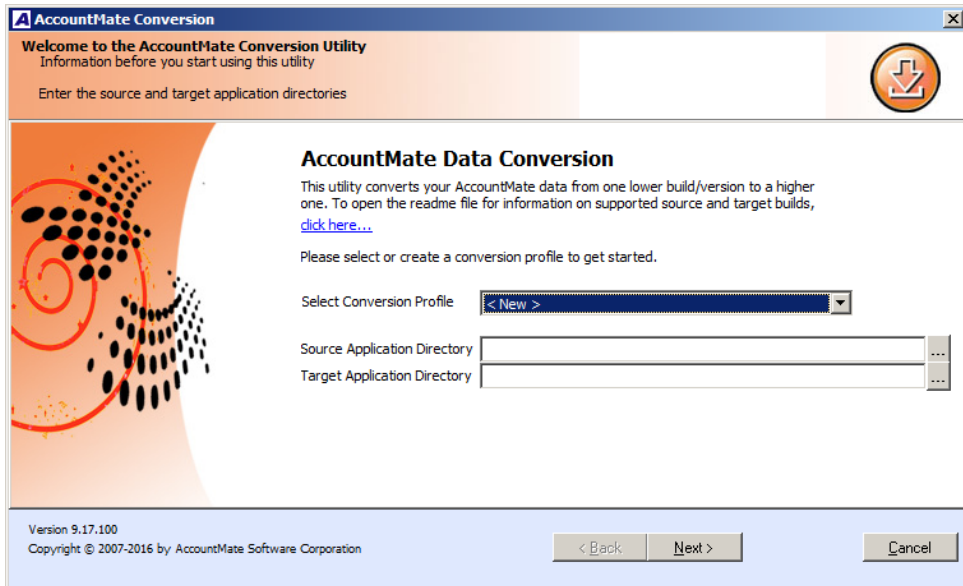 AccountMate Conversion
Welcome to the AccountMate Conversion Utility
Information before you start using this utility
Enter the source and target application directories
AccountMate Data Conversion
This utility converts your AccountMate data from one lower build/version to a higher
one. To open the readme file for information on supported source and target builds,
click here...
Please select or create a conversion profile to get started.
Select Conversion Profile
< New >
Source Application Directory
...
Target Application Directory
...
Version 9.17.100
Copyright © 2007-2016 by AccountMate Software Corporation
< Back
Next >
Cancel